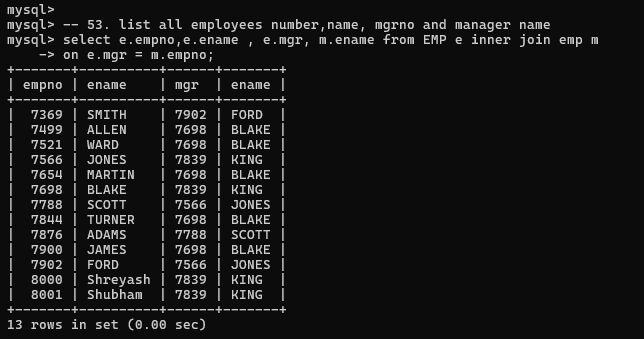 mysql>
mysql> -- 53. list all employees number,name, mgrno and manager name
mysql> select e.empno,e.ename , e.mgr, m.ename from EMP e inner join emp m
    -> on e.mgr = m.empno;
+-------+----------+------+-------+
| empno | ename    | mgr  | ename |
+-------+----------+------+-------+
|  7369 | SMITH    | 7902 | FORD  |
|  7499 | ALLEN    | 7698 | BLAKE |
|  7521 | WARD     | 7698 | BLAKE |
|  7566 | JONES    | 7839 | KING  |
|  7654 | MARTIN   | 7698 | BLAKE |
|  7698 | BLAKE    | 7839 | KING  |
|  7788 | SCOTT    | 7566 | JONES |
|  7844 | TURNER   | 7698 | BLAKE |
|  7876 | ADAMS    | 7788 | SCOTT |
|  7900 | JAMES    | 7698 | BLAKE |
|  7902 | FORD     | 7566 | JONES |
|  8000 | Shreyash | 7839 | KING  |
|  8001 | Shubham  | 7839 | KING  |
+-------+----------+------+-------+
13 rows in set (0.00 sec)